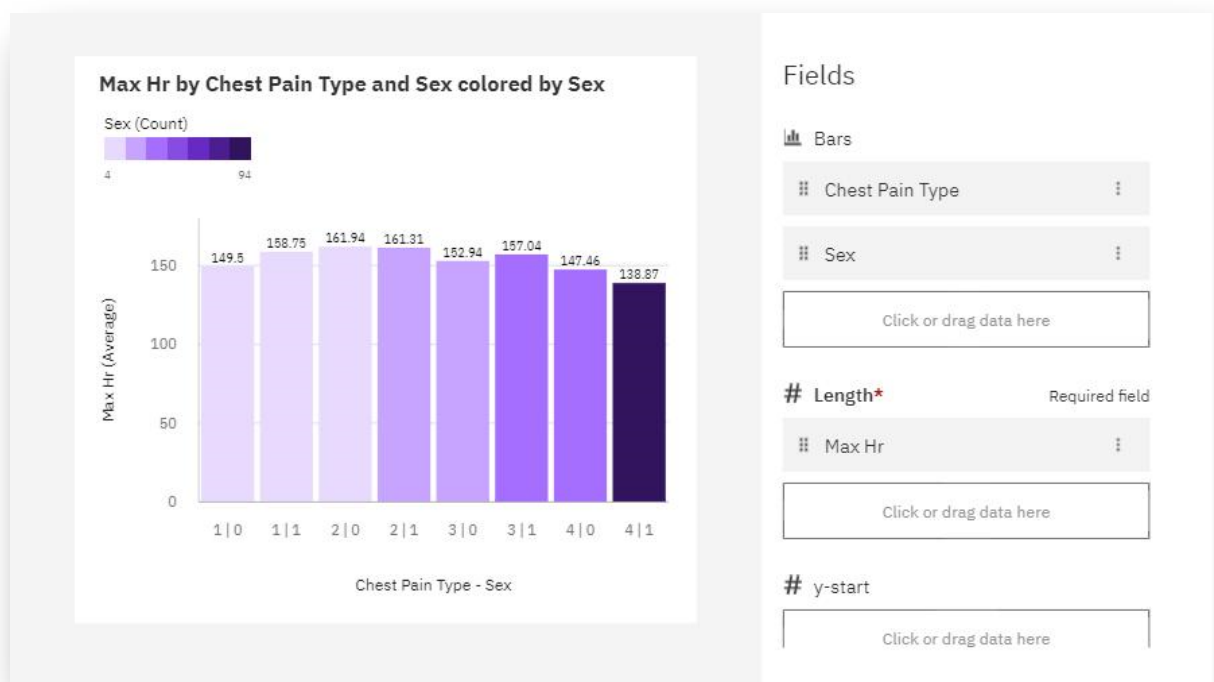 Max Hr by Chest Pain Type and Sex colored by Sex
Sex (Count)
4 94
Max Hr (Average)
150
100
50
0
149.5 158.75 161.94 161.31 152.94 157.04 147.46 138.87
1|0 1|1 2|0 2|1 3|0 3|1 4|0 4|1
Chest Pain Type - Sex
Fields
Bars
Chest Pain Type
Sex
Click or drag data here
# Length* Required field
Max Hr
Click or drag data here
# y-start
Click or drag data here